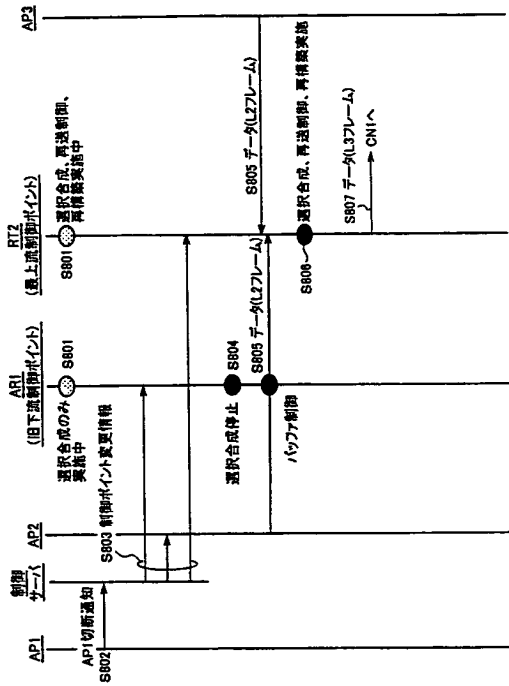 AP1
制御
サーバ
AP2
AR1
(旧下流制御ポイント)
RT2
(最上流制御ポイント)
AP3
選択合成のみ
実施中
S801
S801
選択合成、再送制御、
再構築実施中
AP1切断通知
S802
S803 制御ポイント変更情報
選択合成停止
S804
S805 データ(L2フレーム)
S805 データ(L2フレーム)
バッファ制御
S806
選択合成、再送制御、再構築実施
S807 データ(L3フレーム)
CN1へ